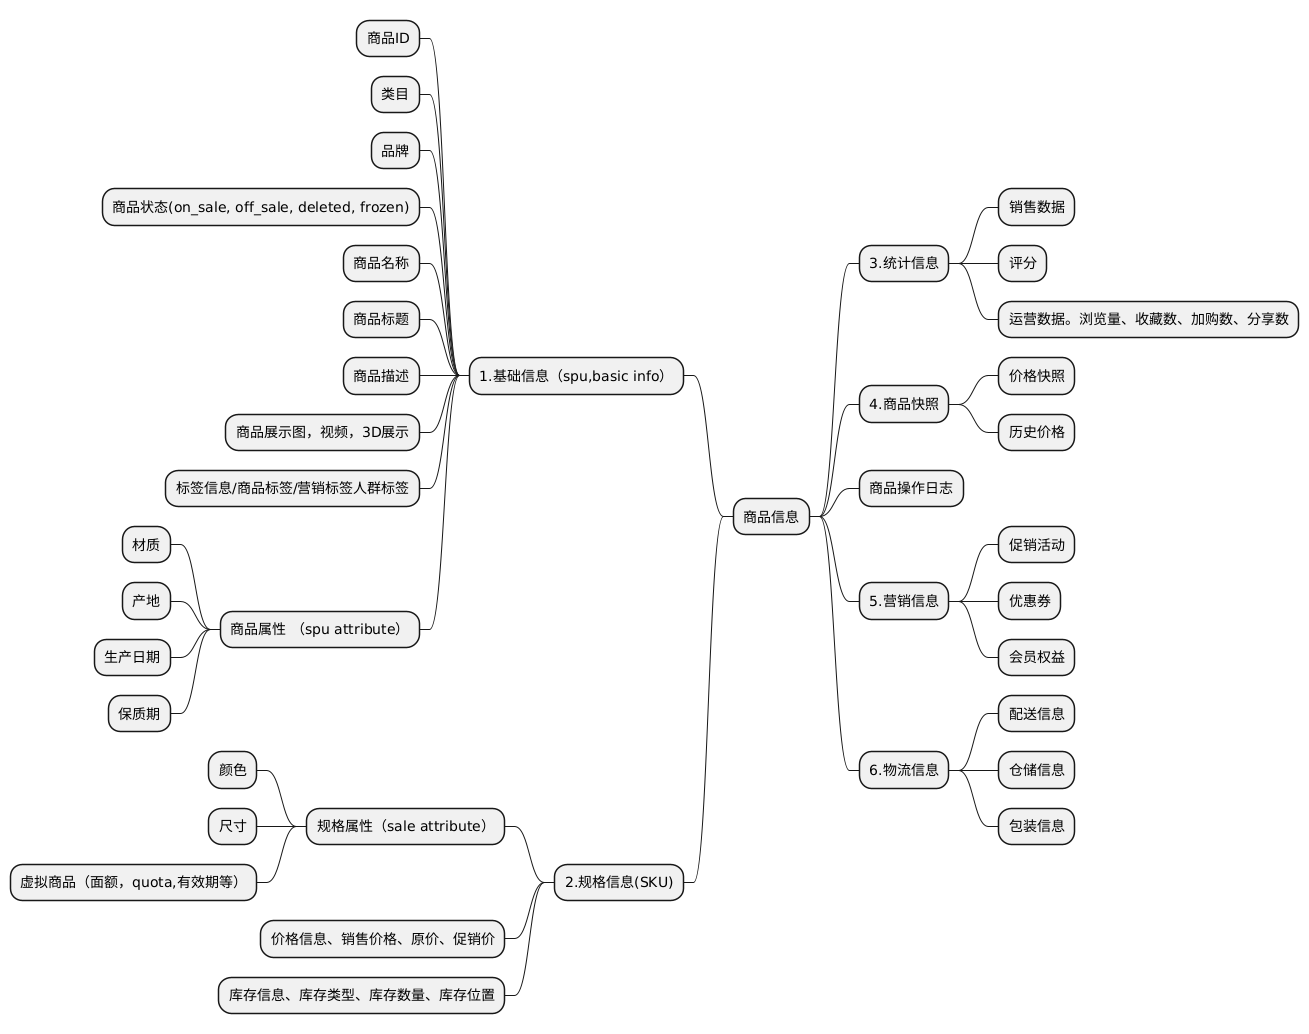 商品ID
类目
品牌
商品状态(on_sale, off_sale, deleted, frozen)
商品名称
商品标题
商品描述
商品展示图，视频，3D展示
标签信息/商品标签/营销标签人群标签
材质
产地
生产日期
保质期
商品属性 （spu attribute）
1.基础信息（spu,basic info）
颜色
尺寸
虚拟商品（面额，quota,有效期等）
规格属性（sale attribute）
价格信息、销售价格、原价、促销价
库存信息、库存类型、库存数量、库存位置
2.规格信息(SKU)
商品信息
3.统计信息
销售数据
评分
运营数据。浏览量、收藏数、加购数、分享数
4.商品快照
价格快照
历史价格
商品操作日志
5.营销信息
促销活动
优惠券
会员权益
6.物流信息
配送信息
仓储信息
包装信息